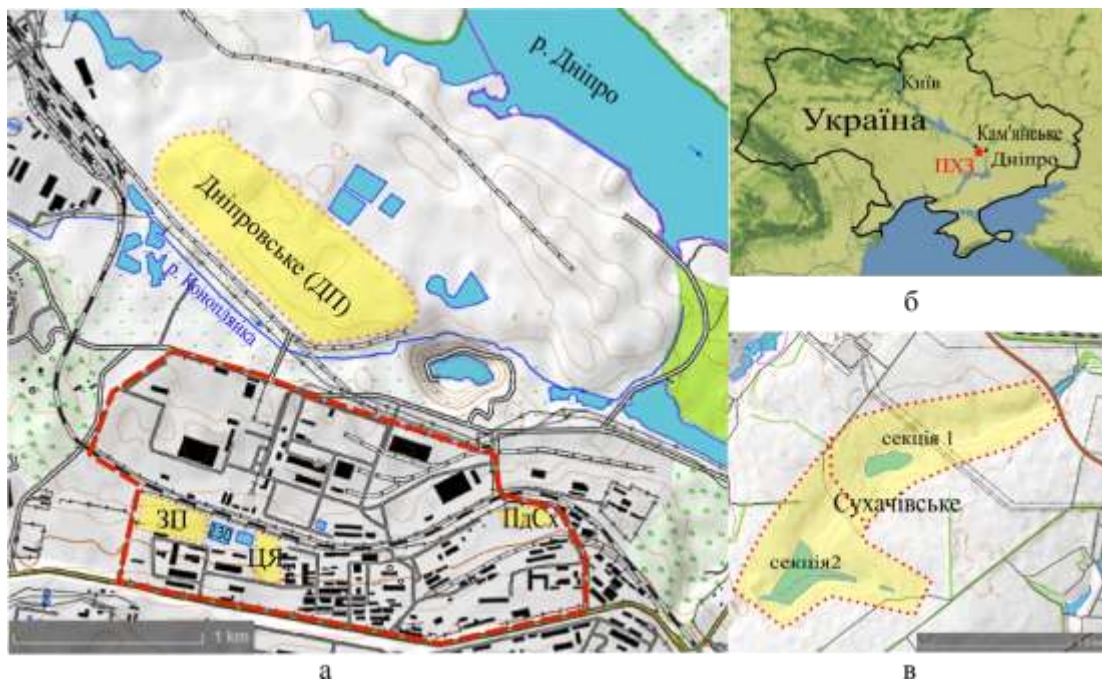 р. Дніпро
Дніпровське (ДП)
р. Коноплянка
ЗП
ЦЯ
ПдСх
1 km
а
Київ
Україна
Кам'янське
ПХЗ
Дніпро
б
секція 1
Сухачівське
секція2
в